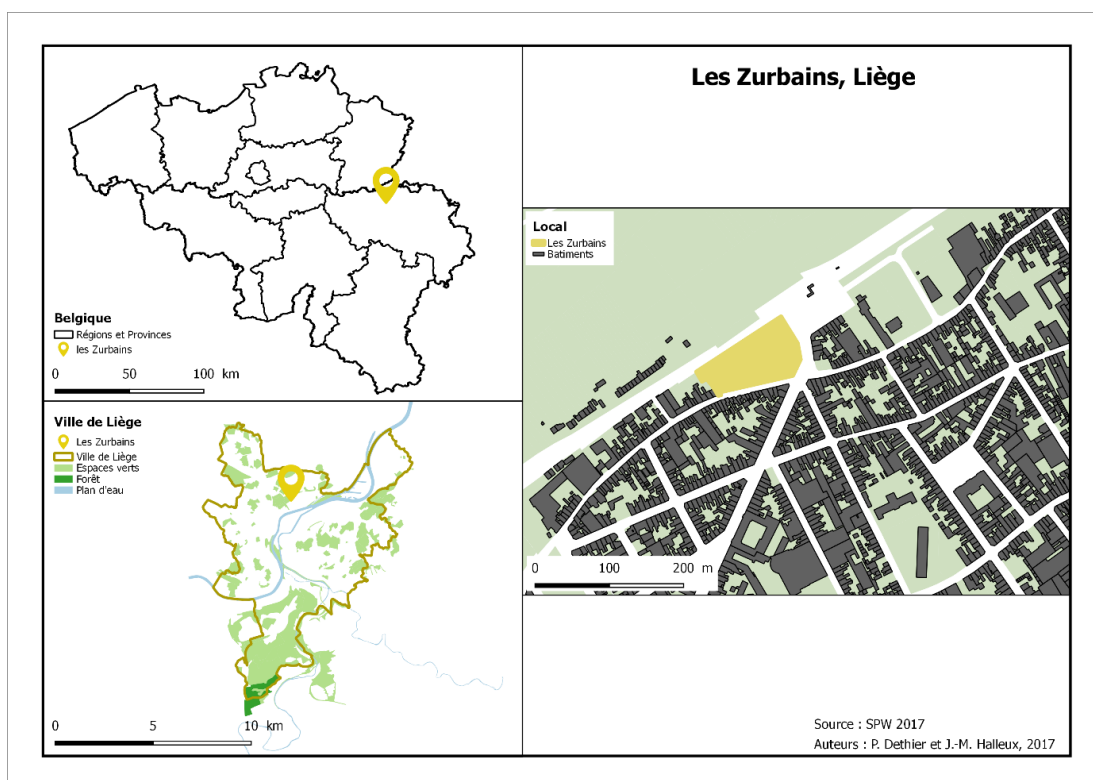 Les Zurbains, Liège
Belgique
Régions et Provinces
les Zurbains
0 50 100 km
Ville de Liège
Les Zurbains
Ville de Liège
Espaces verts
Forêt
Plan d'eau
0 5 10 km
Local
Les Zurbains
Batiments
0 100 200 m
Source : SPW 2017
Auteurs : P. Dethier et J.-M. Halleux, 2017